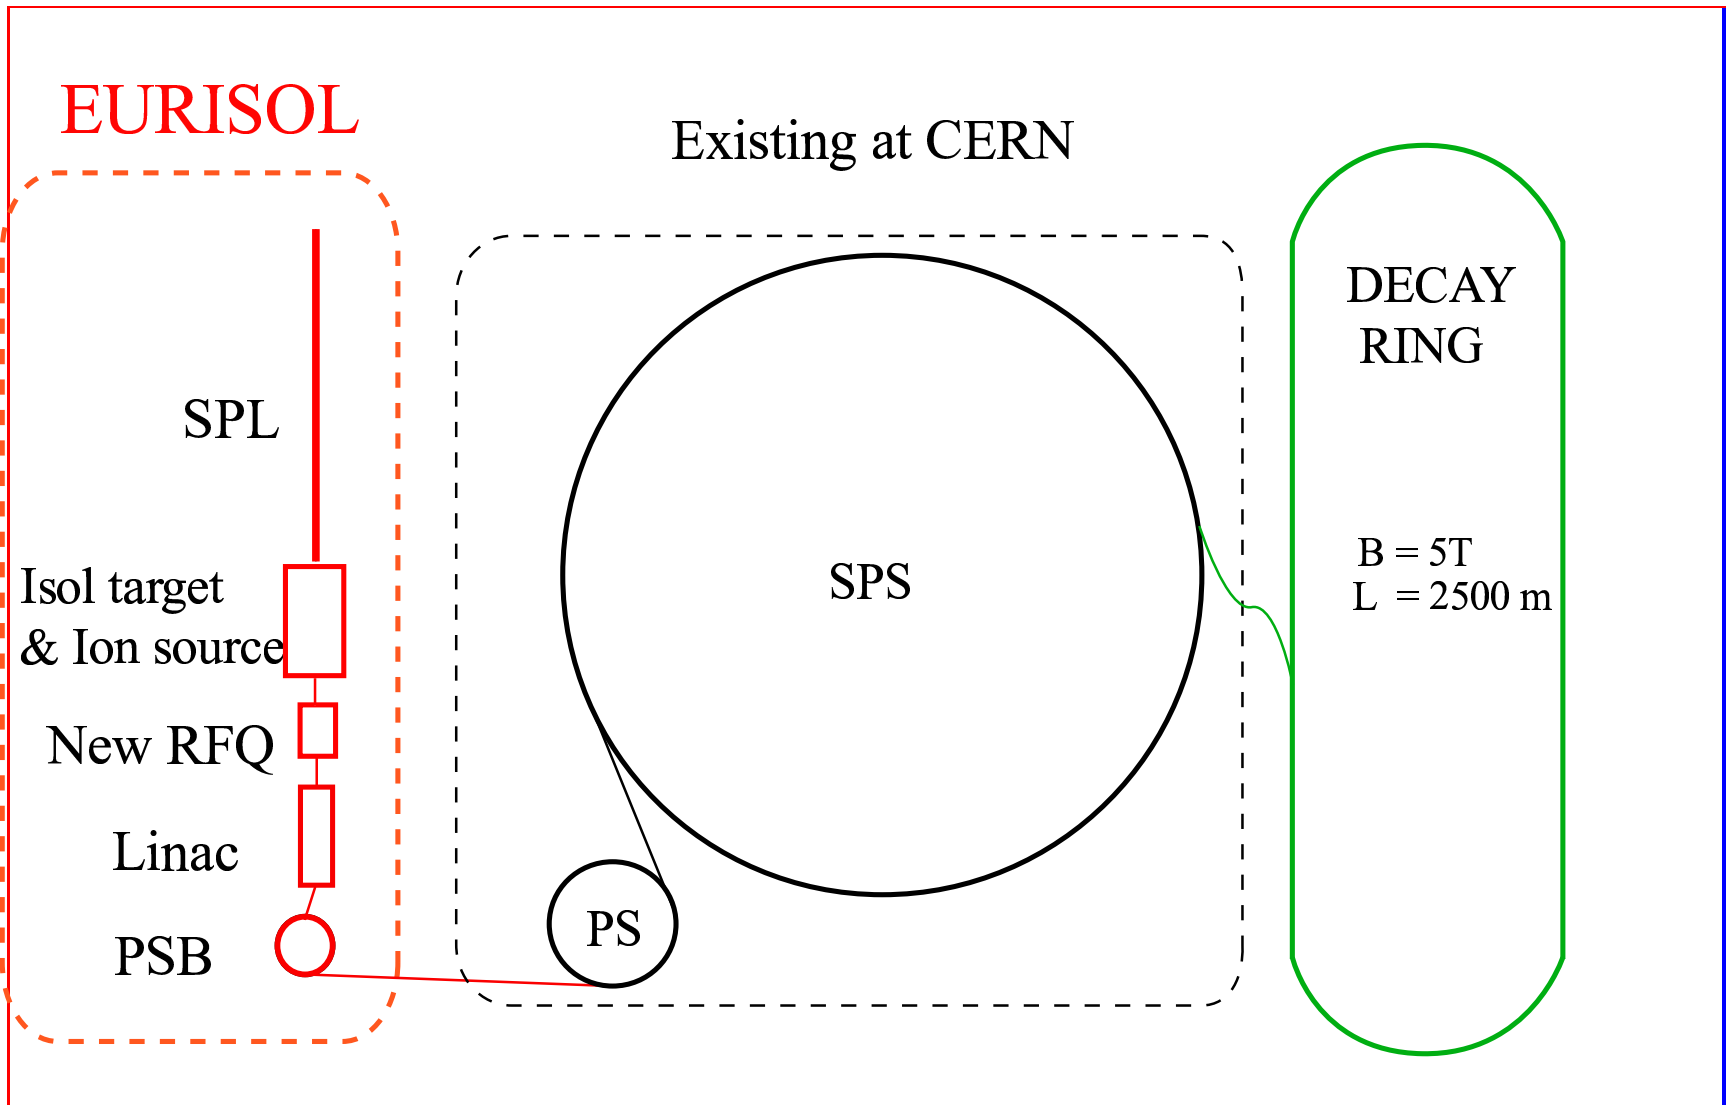 EURISOL
Existing at CERN
SPL
Isol target
& Ion source
New RFQ
Linac
PSB
SPS
PS
DECAY
RING
B = 5T
L = 2500 m